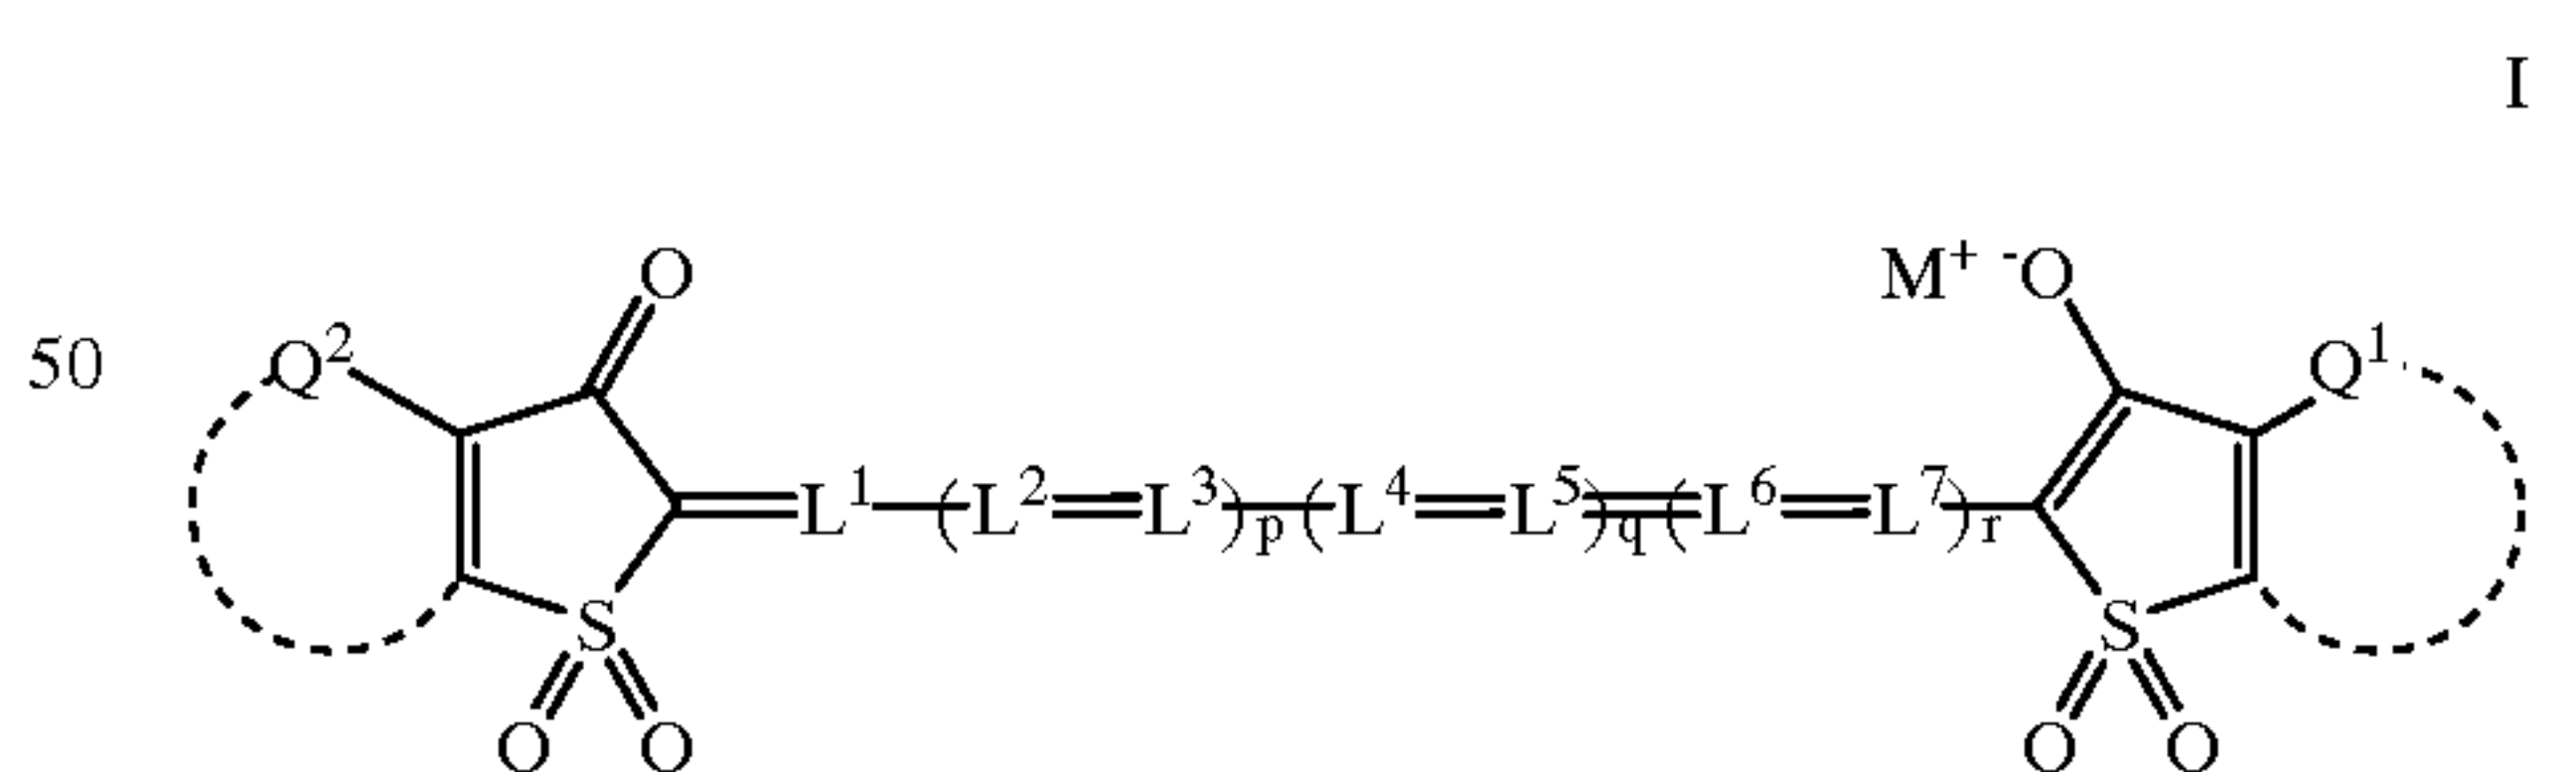 I
O M⁺ ⁻O
50 Q² Q¹
L¹—(L²=L³)p—(L⁴=L⁵)q=(L⁶=L⁷)r
S S
O O O O